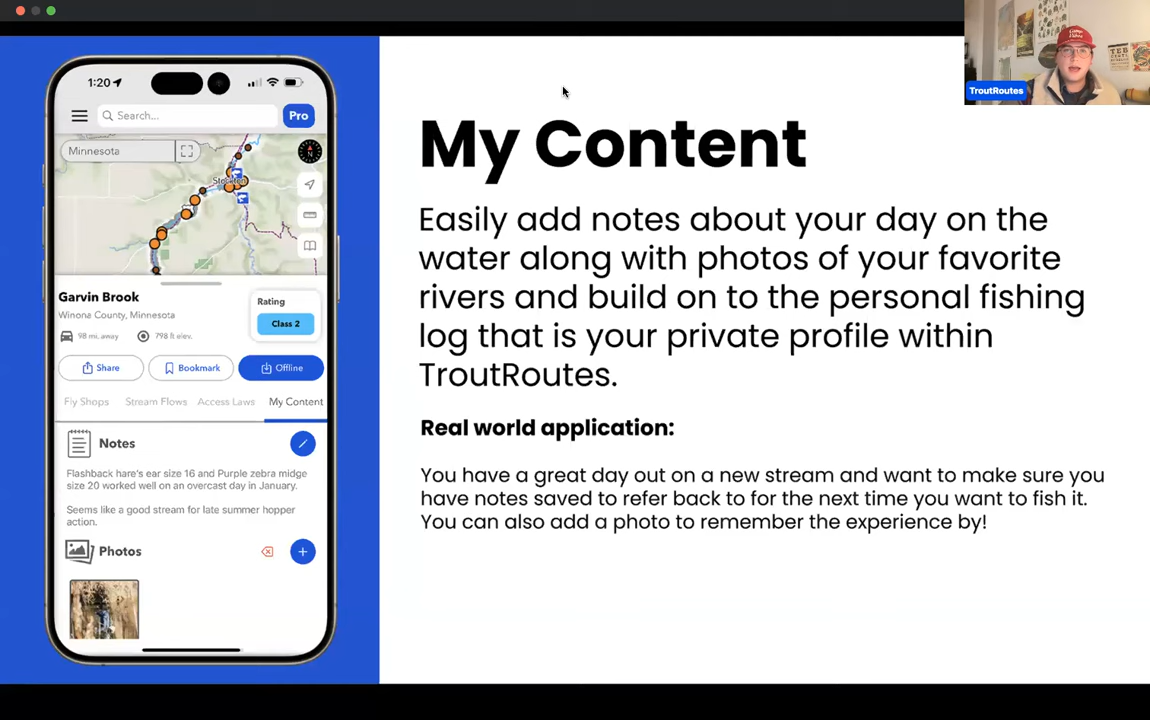 1:20
Search...
Pro
Minnesota
N
Garvin Brook
Winona County, Minnesota
98 mi. away
798 ft elev.
Rating
Class 2
Share
Bookmark
Offline
Fly Shops
Stream Flows
Access Laws
My Content
Notes
Flashback hare's ear size 16 and Purple zebra midge
size 20 worked well on an overcast day in January.
Seems like a good stream for late summer hopper
action.
Photos
My Content
Easily add notes about your day on the
water along with photos of your favorite
rivers and build on to the personal fishing
log that is your private profile within
TroutRoutes.
Real world application:
You have a great day out on a new stream and want to make sure you
have notes saved to refer back to for the next time you want to fish it.
You can also add a photo to remember the experience by!
TroutRoutes